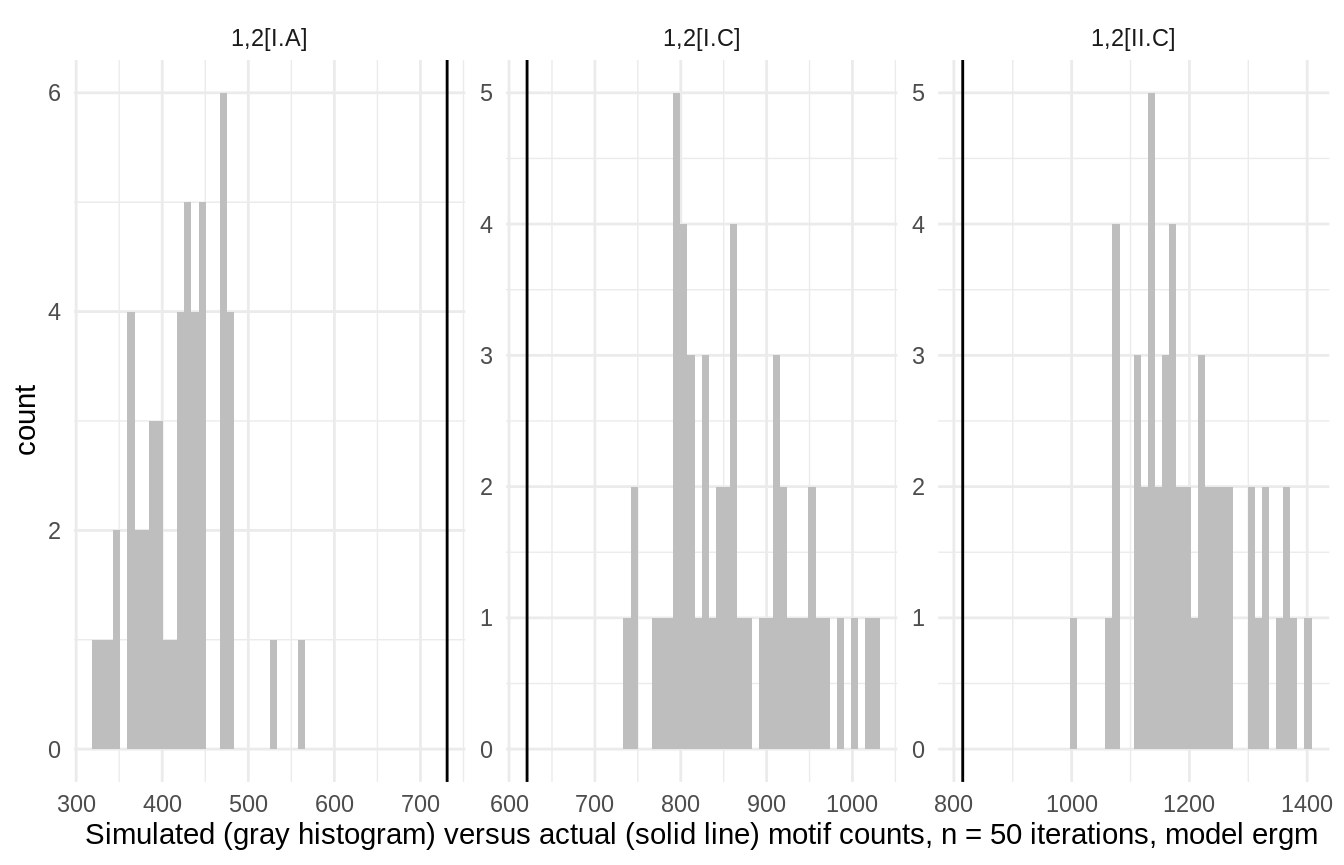 1,2[I.A] 1,2[I.C] 1,2[II.C]
6 5 5
4 4
4
3 3
count
2 2
2
1 1
0 0 0
300 400 500 600 700 600 700 800 900 1000 800 1000 1200 1400
Simulated (gray histogram) versus actual (solid line) motif counts, n = 50 iterations, model ergm